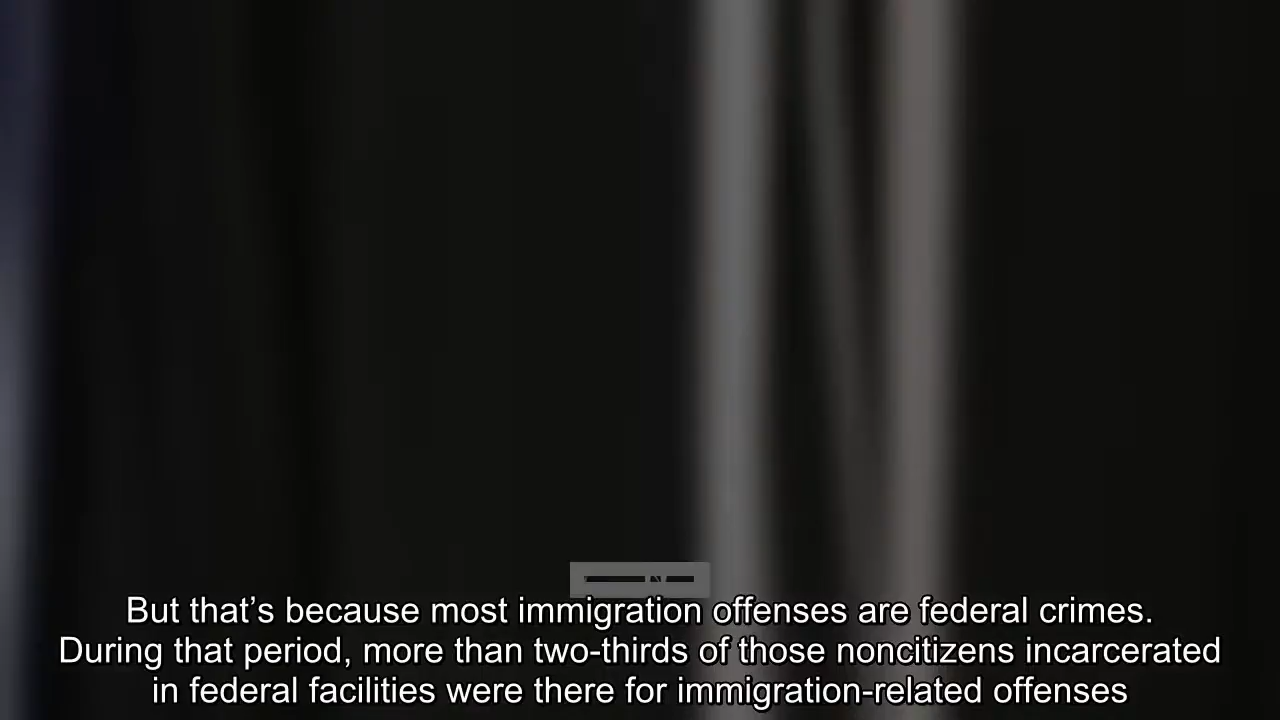 But that’s because most immigration offenses are federal crimes.
During that period, more than two-thirds of those noncitizens incarcerated
in federal facilities were there for immigration-related offenses